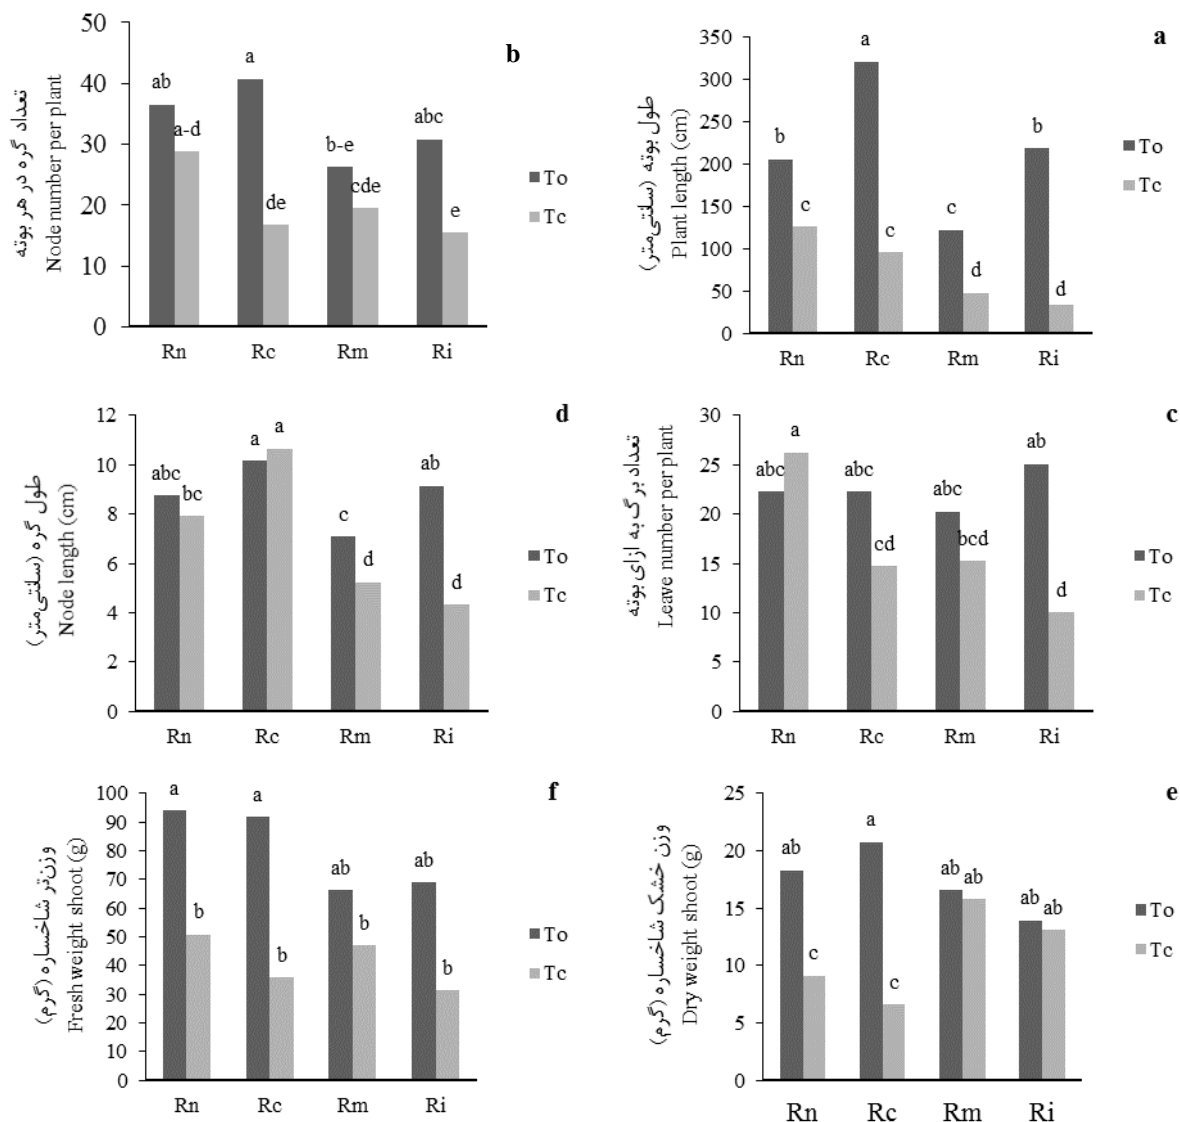 b
تعداد گره در هر بوته
Node number per plant
50
40
30
20
10
0
ab
a-d
a
de
b-e
cde
abc
e
Rn Rc Rm Ri
To
Tc
a
طول بوته (سانتی‌متر)
Plant length (cm)
350
300
250
200
150
100
50
0
b
c
a
c
c
d
b
d
Rn Rc Rm Ri
To
Tc
d
طول گره (سانتی‌متر)
Node length (cm)
12
10
8
6
4
2
0
abc
bc
a
a
c
d
ab
d
Rn Rc Rm Ri
To
Tc
c
تعداد برگ به ازای بوته
Leave number per plant
30
25
20
15
10
5
0
abc
a
abc
cd
abc
bcd
ab
d
Rn Rc Rm Ri
To
Tc
f
وزن‌تر شاخساره (گرم)
Fresh weight shoot (g)
100
90
80
70
60
50
40
30
20
10
0
a
b
a
b
ab
b
ab
b
Rn Rc Rm Ri
To
Tc
e
وزن خشک شاخساره (گرم)
Dry weight shoot (g)
25
20
15
10
5
0
ab
c
a
c
ab
ab
ab
ab
Rn Rc Rm Ri
To
Tc